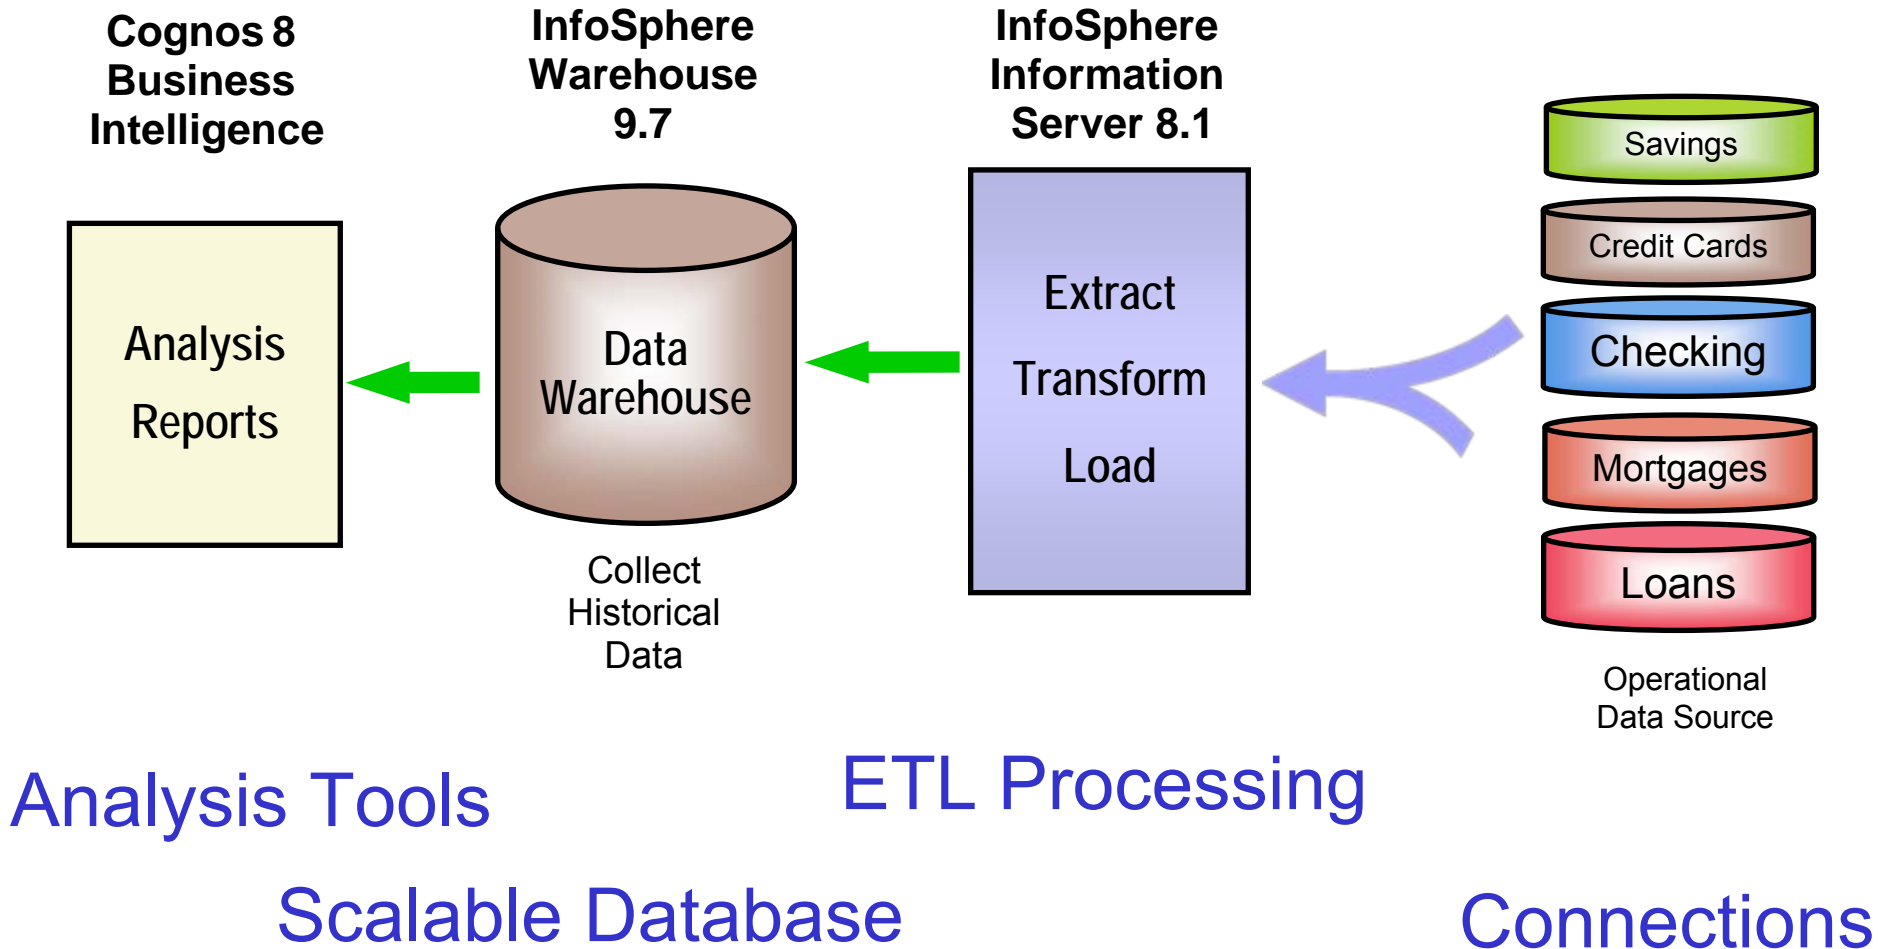 Cognos 8
Business
Intelligence
InfoSphere
Warehouse
9.7
InfoSphere
Information
Server 8.1
Analysis
Reports
Data
Warehouse
Collect
Historical
Data
Extract
Transform
Load
Savings
Credit Cards
Checking
Mortgages
Loans
Operational
Data Source
Analysis Tools
ETL Processing
Scalable Database
Connections